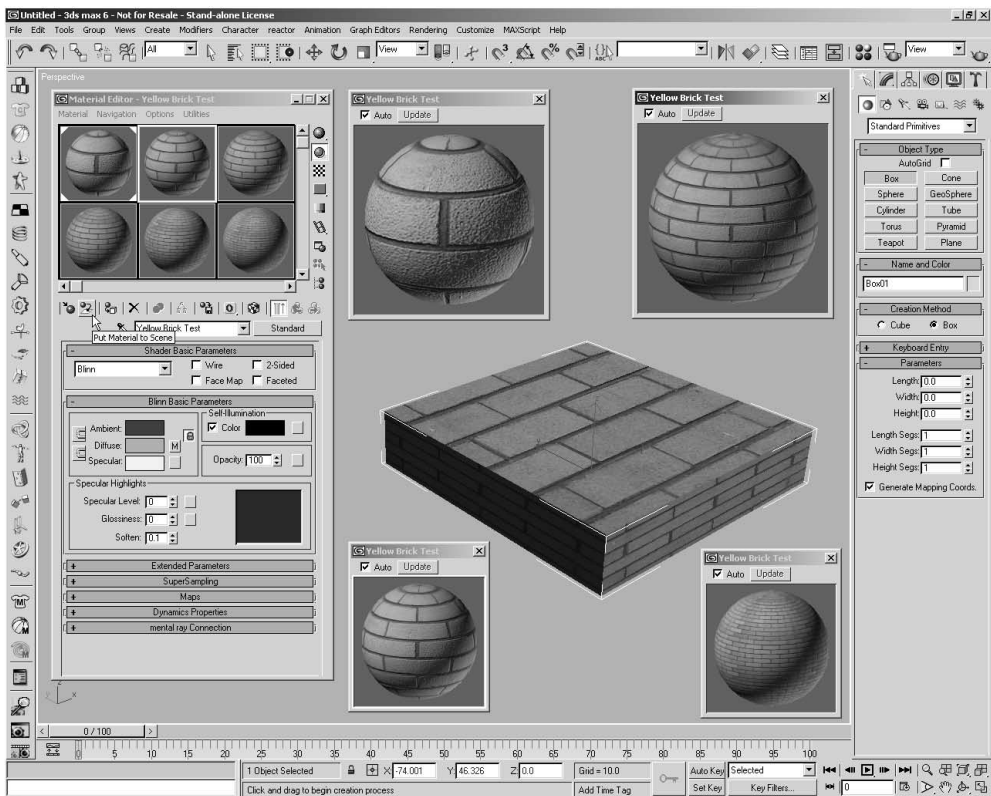 Untitled - 3ds max 6 - Not for Resale - Stand-alone License
File Edit Tools Group Views Create Modifiers Character reactor Animation Graph Editors Rendering Customize MAXScript Help
All
View
View
Perspective
Material Editor - Yellow Brick Test
Material Navigation Options Utilities
Yellow Brick Test
Standard
Put Material to Scene
Shader Basic Parameters
Blinn
Wire
2-Sided
Face Map
Faceted
Blinn Basic Parameters
Self-Illumination
Ambient:
Color
Diffuse:
M
Specular:
Opacity: 100
Specular Highlights
Specular Level: 0
Glossiness: 0
Soften: 0.1
Extended Parameters
SuperSampling
Maps
Dynamics Properties
mental ray Connection
Yellow Brick Test
Auto Update
Yellow Brick Test
Auto Update
Yellow Brick Test
Auto Update
Yellow Brick Test
Auto Update
Standard Primitives
Object Type
AutoGrid
Box Cone
Sphere GeoSphere
Cylinder Tube
Torus Pyramid
Teapot Plane
Name and Color
Box01
Creation Method
Cube Box
Keyboard Entry
Parameters
Length: 0.0
Width: 0.0
Height: 0.0
Length Segs: 1
Width Segs: 1
Height Segs: 1
Generate Mapping Coords.
z
x
0 / 100
0 5 10 15 20 25 30 35 40 45 50 55 60 65 70 75 80 85 90 95 100
1 Object Selected
X: -74.001
Y: 46.326
Z: 0.0
Grid = 10.0
Auto Key
Selected
Click and drag to begin creation process
Add Time Tag
Set Key
Key Filters...
0